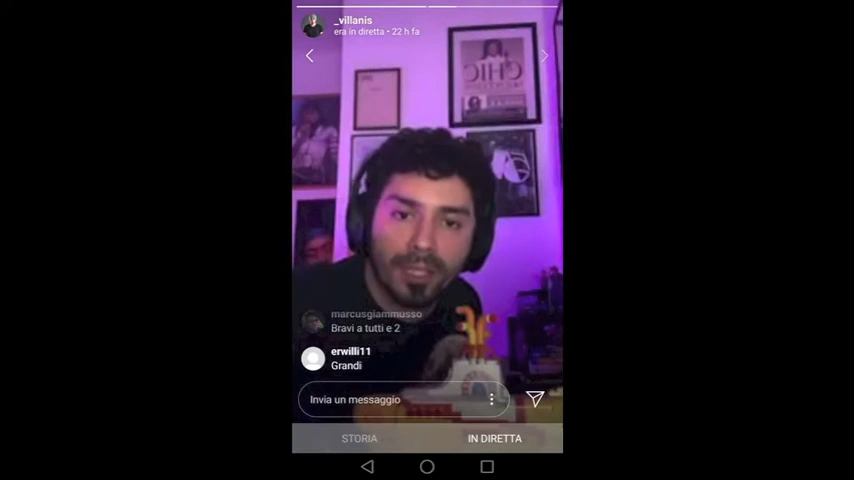 _villanis
era in diretta • 22 h fa
CHIC
marcusgiammusso
Bravi a tutti e 2
erwilli11
Grandi
Invia un messaggio
STORIA
IN DIRETTA